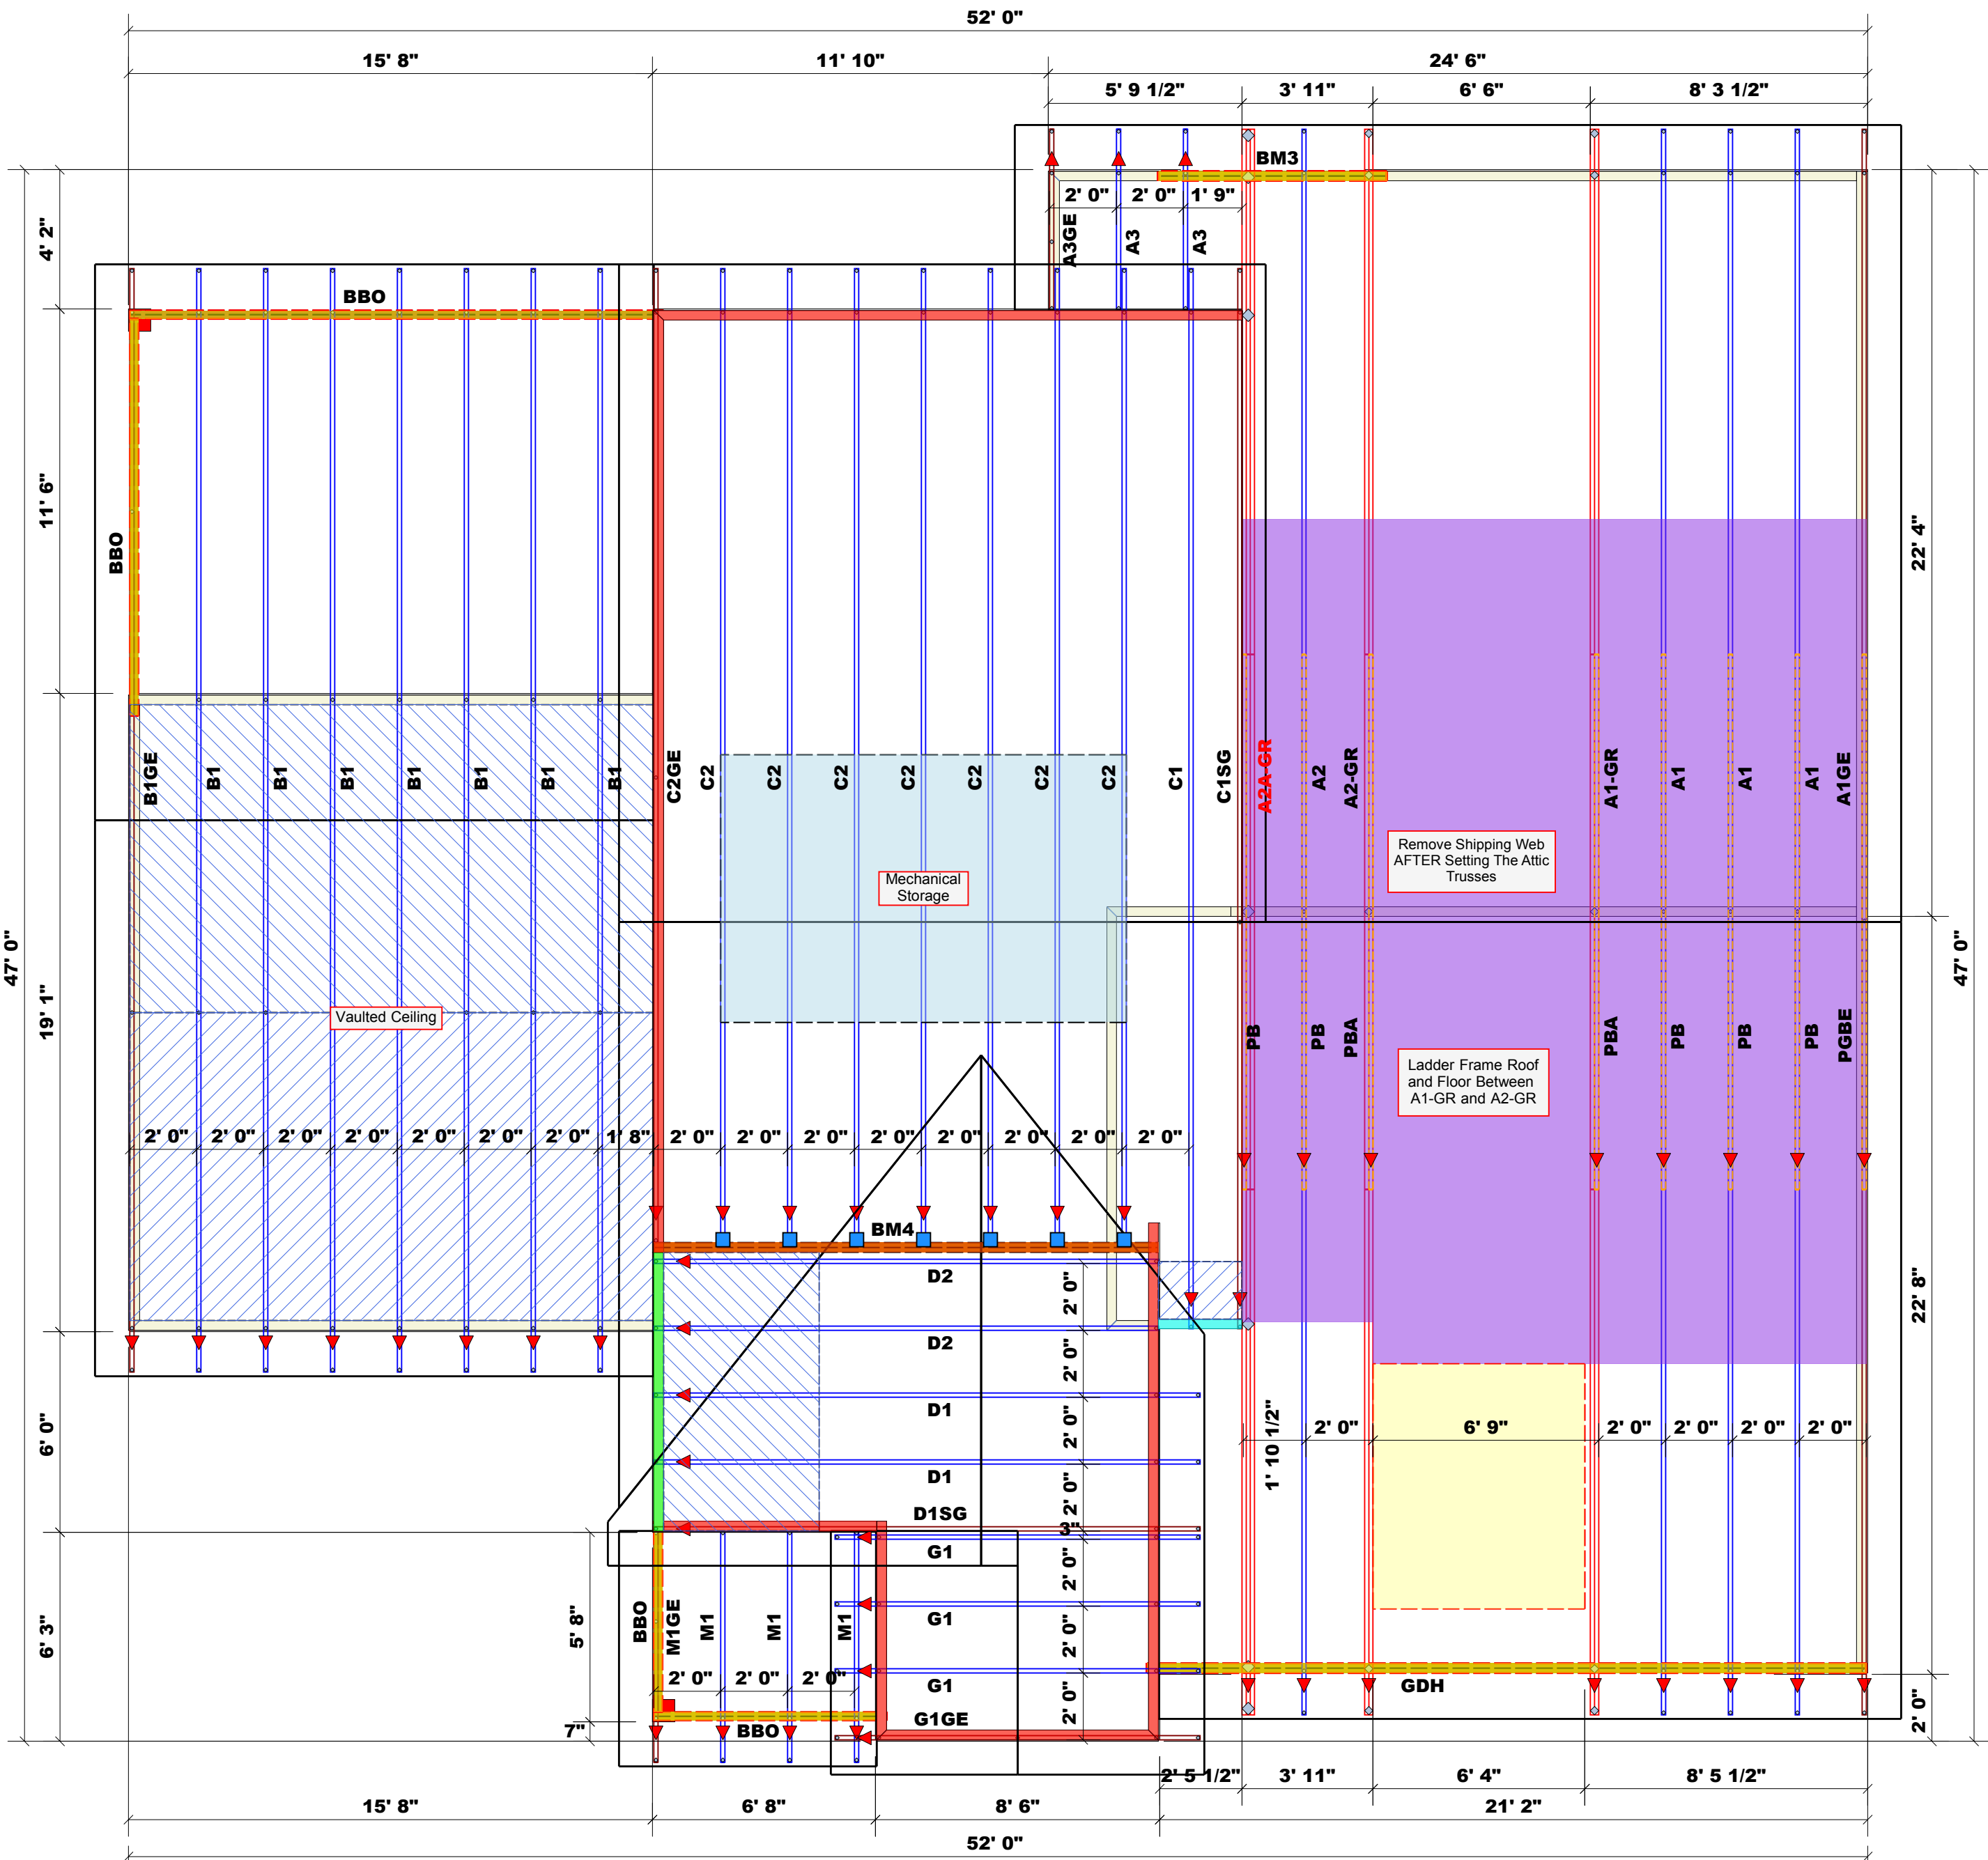 52' 0"
15' 8"
11' 10"
24' 6"
5' 9 1/2"
3' 11"
6' 6"
8' 3 1/2"
BM3
2' 0"
2' 0"
1' 9"
4' 2"
A3GE
A3
A3
BBO
11' 6"
BBO
22' 4"
B1GE
B1
B1
B1
B1
B1
B1
B1
C2GE
C2
C2
C2
C2
C2
C2
C2
C1
C1SG
A2A-GR
A2
A2-GR
A1-GR
A1
A1
A1
A1GE
Remove Shipping Web
AFTER Setting The Attic
Trusses
Mechanical
Storage
47' 0"
47' 0"
19' 1"
Vaulted Ceiling
PB
PB
PBA
PBA
PB
PB
PB
PGBE
Ladder Frame Roof
and Floor Between
A1-GR and A2-GR
2' 0"
2' 0"
2' 0"
2' 0"
2' 0"
2' 0"
2' 0"
1' 8"
2' 0"
2' 0"
2' 0"
2' 0"
2' 0"
2' 0"
2' 0"
2' 0"
BM4
D2
2' 0"
22' 8"
D2
2' 0"
D1
2' 0"
6' 0"
1' 10 1/2"
2' 0"
6' 9"
2' 0"
2' 0"
2' 0"
2' 0"
D1
2' 0"
D1SG
3"
G1
2' 0"
5' 8"
6' 3"
BBO
M1GE
M1
M1
M1
G1
2' 0"
2' 0"
2' 0"
2' 0"
G1
2' 0"
GDH
2' 0"
G1GE
7"
BBO
2' 5 1/2"
3' 11"
6' 4"
8' 5 1/2"
15' 8"
6' 8"
8' 6"
21' 2"
52' 0"